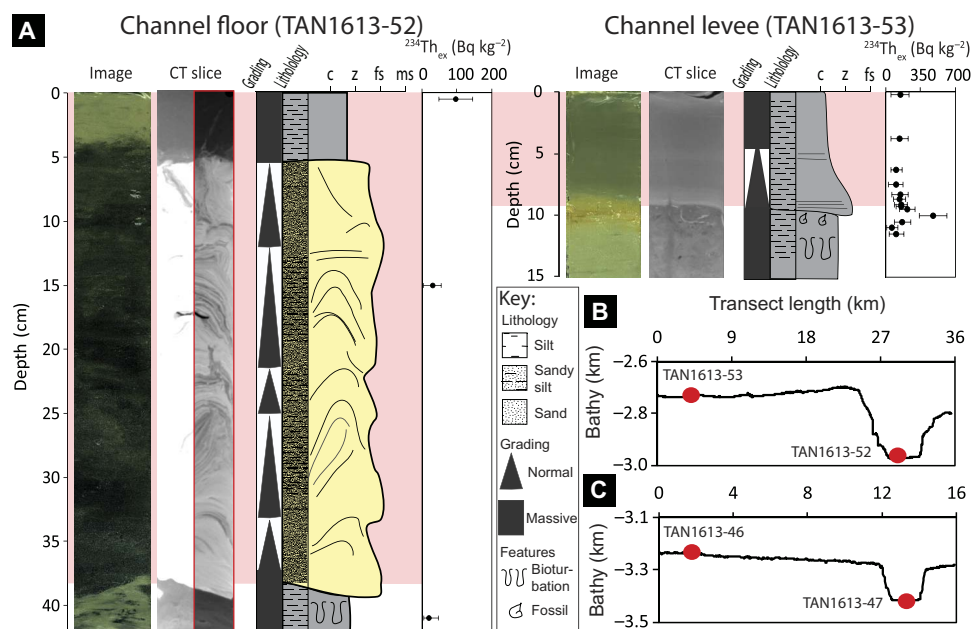 A
Channel floor (TAN1613-52)
Image
CT slice
Grading
Lithology
c z fs ms
²³⁴Thₑₓ (Bq kg⁻²)
0 100 200
Depth (cm)
0
5
10
15
20
25
30
35
40
Channel levee (TAN1613-53)
Image
CT slice
Grading
Lithology
c z fs
²³⁴Thₑₓ (Bq kg⁻²)
0 350 700
Depth (cm)
0
5
10
15
Key:
Lithology
Silt
Sandy
silt
Sand
Grading
Normal
Massive
Features
Biotur-
bation
Fossil
B
Transect length (km)
0 9 18 27 36
Bathy (km)
−2.6
−2.8
−3.0
TAN1613-53
TAN1613-52
C
0 4 8 12 16
Bathy (km)
−3.1
−3.3
−3.5
TAN1613-46
TAN1613-47